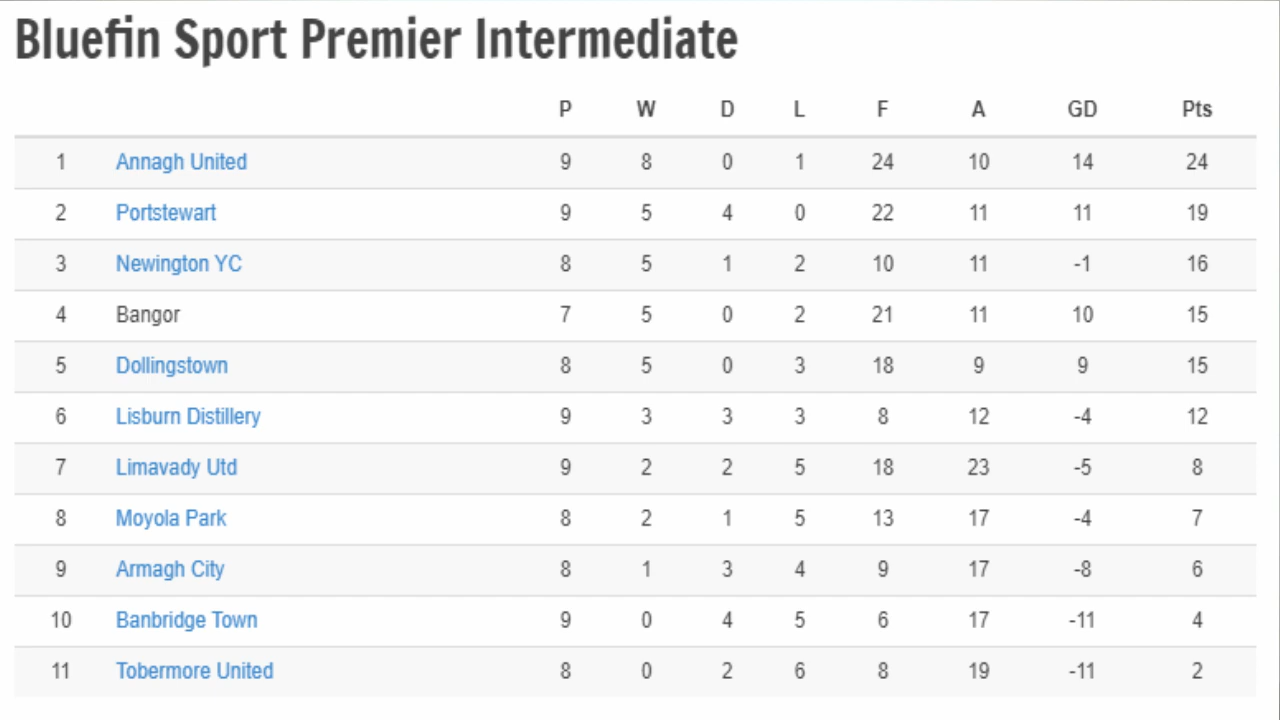 Bluefin Sport Premier Intermediate
P W D L F A GD Pts
1 Annagh United 9 8 0 1 24 10 14 24
2 Portstewart 9 5 4 0 22 11 11 19
3 Newington YC 8 5 1 2 10 11 -1 16
4 Bangor 7 5 0 2 21 11 10 15
5 Dollingstown 8 5 0 3 18 9 9 15
6 Lisburn Distillery 9 3 3 3 8 12 -4 12
7 Limavady Utd 9 2 2 5 18 23 -5 8
8 Moyola Park 8 2 1 5 13 17 -4 7
9 Armagh City 8 1 3 4 9 17 -8 6
10 Banbridge Town 9 0 4 5 6 17 -11 4
11 Tobermore United 8 0 2 6 8 19 -11 2